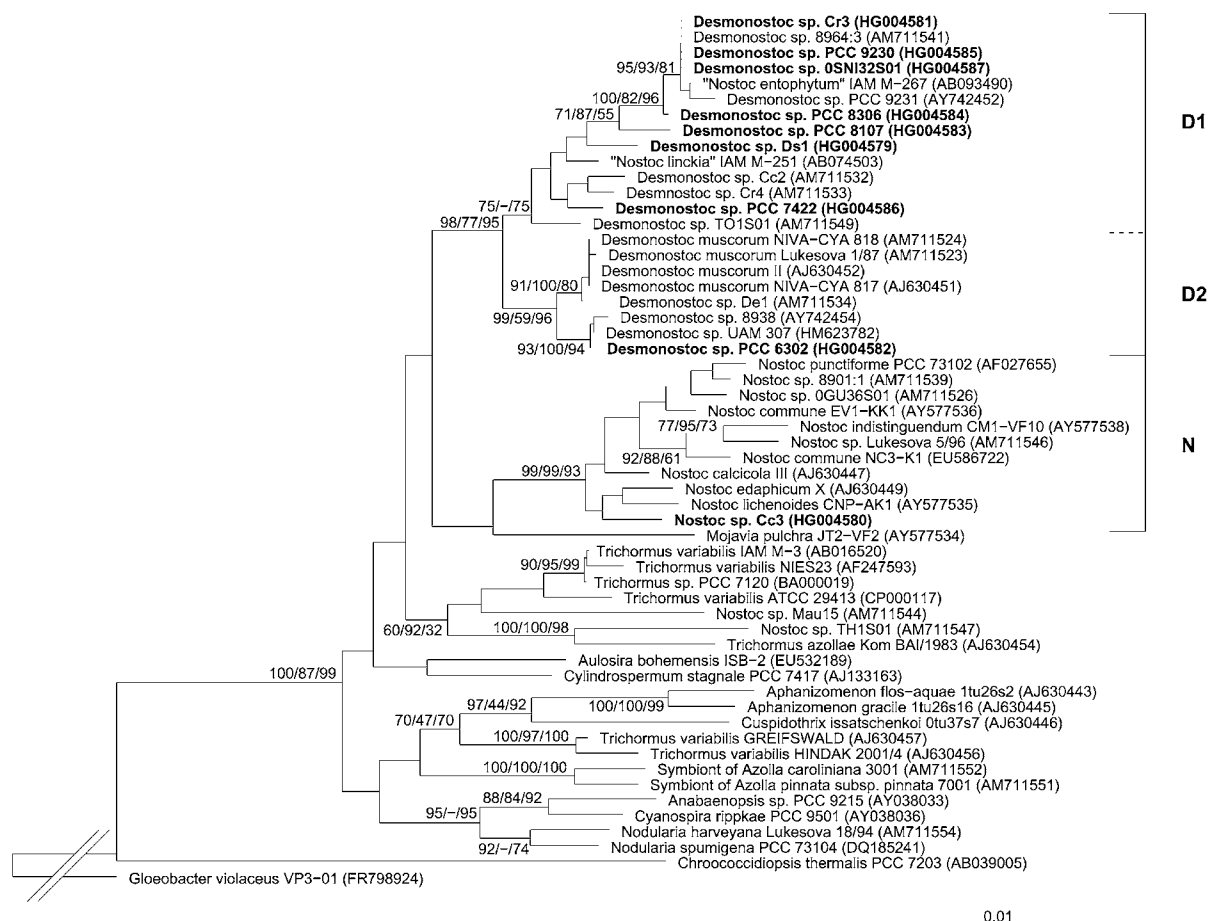 Desmonostoc sp. Cr3 (HG004581)
Desmonostoc sp. 8964:3 (AM711541)
Desmonostoc sp. PCC 9230 (HG004585)
95/93/81
Desmonostoc sp. 0SNI32S01 (HG004587)
"Nostoc entophytum" IAM M−267 (AB093490)
100/82/96
Desmonostoc sp. PCC 9231 (AY742452)
71/87/55
Desmonostoc sp. PCC 8306 (HG004584)
D1
Desmonostoc sp. PCC 8107 (HG004583)
Desmonostoc sp. Ds1 (HG004579)
"Nostoc linckia" IAM M−251 (AB074503)
Desmonostoc sp. Cc2 (AM711532)
Desmnostoc sp. Cr4 (AM711533)
75/−/75
Desmonostoc sp. PCC 7422 (HG004586)
98/77/95
Desmonostoc sp. TO1S01 (AM711549)
Desmonostoc muscorum NIVA−CYA 818 (AM711524)
Desmonostoc muscorum Lukesova 1/87 (AM711523)
Desmonostoc muscorum II (AJ630452)
91/100/80
Desmonostoc muscorum NIVA−CYA 817 (AJ630451)
D2
Desmonostoc sp. De1 (AM711534)
99/59/96
Desmonostoc sp. 8938 (AY742454)
Desmonostoc sp. UAM 307 (HM623782)
93/100/94
Desmonostoc sp. PCC 6302 (HG004582)
Nostoc punctiforme PCC 73102 (AF027655)
Nostoc sp. 8901:1 (AM711539)
Nostoc sp. 0GU36S01 (AM711526)
Nostoc commune EV1−KK1 (AY577536)
77/95/73
Nostoc indistinguendum CM1−VF10 (AY577538)
Nostoc sp. Lukesova 5/96 (AM711546)
N
92/88/61
Nostoc commune NC3−K1 (EU586722)
99/99/93
Nostoc calcicola III (AJ630447)
Nostoc edaphicum X (AJ630449)
Nostoc lichenoides CNP−AK1 (AY577535)
Nostoc sp. Cc3 (HG004580)
Mojavia pulchra JT2−VF2 (AY577534)
Trichormus variabilis IAM M−3 (AB016520)
90/95/99
Trichormus variabilis NIES23 (AF247593)
Trichormus sp. PCC 7120 (BA000019)
Trichormus variabilis ATCC 29413 (CP000117)
Nostoc sp. Mau15 (AM711544)
60/92/32
100/100/98
Nostoc sp. TH1S01 (AM711547)
Trichormus azollae Kom BAI/1983 (AJ630454)
Aulosira bohemensis ISB−2 (EU532189)
100/87/99
Cylindrospermum stagnale PCC 7417 (AJ133163)
Aphanizomenon flos−aquae 1tu26s2 (AJ630443)
97/44/92
100/100/99
Aphanizomenon gracile 1tu26s16 (AJ630445)
70/47/70
Cuspidothrix issatschenkoi 0tu37s7 (AJ630446)
100/97/100
Trichormus variabilis GREIFSWALD (AJ630457)
Trichormus variabilis HINDAK 2001/4 (AJ630456)
100/100/100
Symbiont of Azolla caroliniana 3001 (AM711552)
Symbiont of Azolla pinnata subsp. pinnata 7001 (AM711551)
88/84/92
Anabaenopsis sp. PCC 9215 (AY038033)
95/−/95
Cyanospira rippkae PCC 9501 (AY038036)
Nodularia harveyana Lukesova 18/94 (AM711554)
92/−/74
Nodularia spumigena PCC 73104 (DQ185241)
Chroococcidiopsis thermalis PCC 7203 (AB039005)
Gloeobacter violaceus VP3−01 (FR798924)
0.01